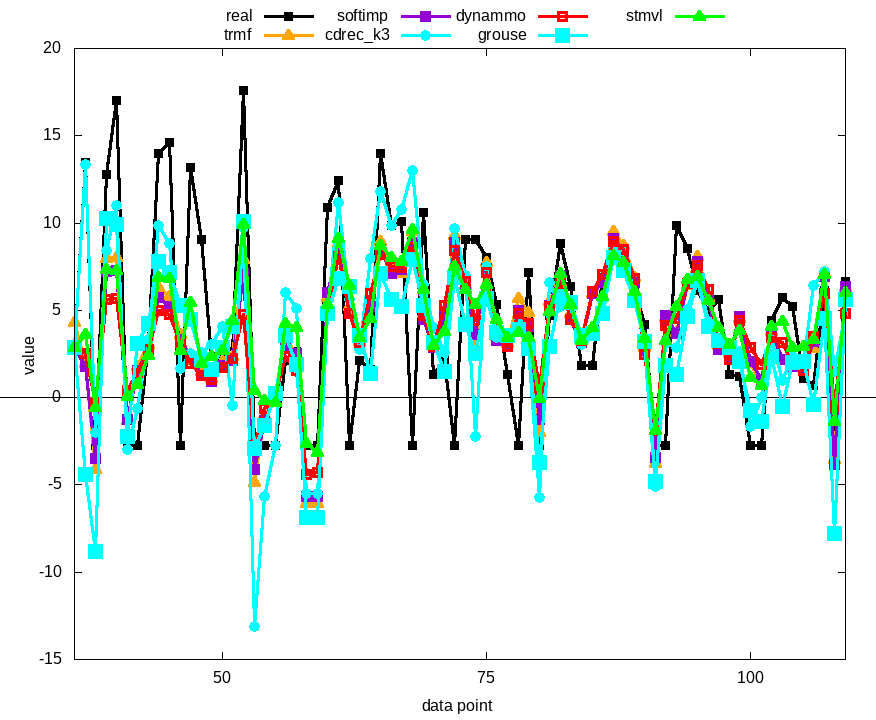 real softimp dynammo stmvl
trmf cdrec_k3 grouse
20
15
10
5
0
-5
-10
-15
50 75 100
value
data point